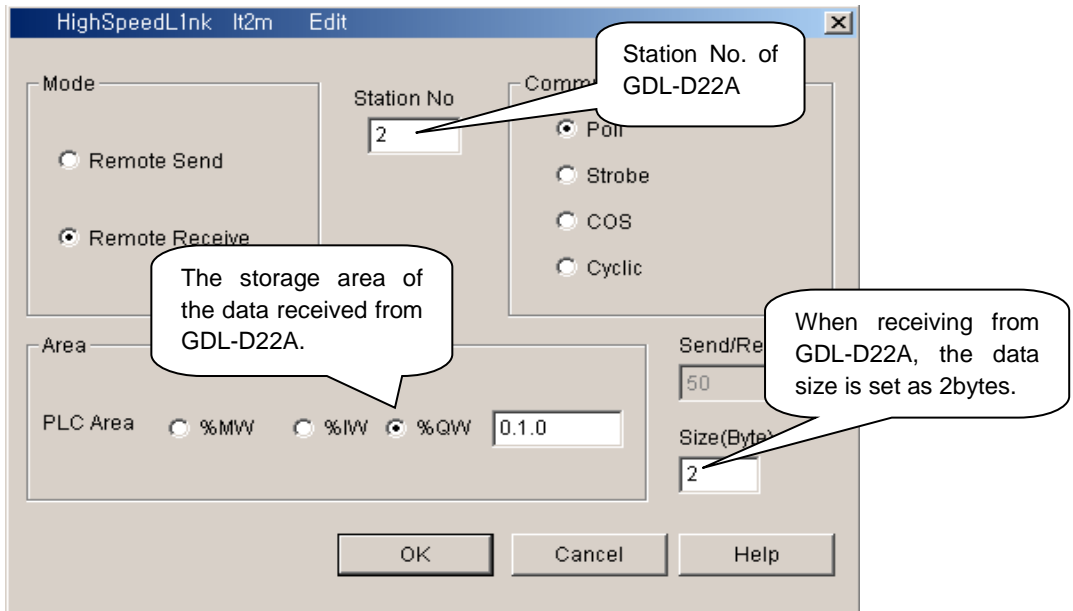 HighSpeedL1nk It2m Edit
Station No. of
GDL-D22A
Mode
Station No
2
Remote Send
Remote Receive
Poll
Strobe
COS
Cyclic
The storage area of
the data received from
GDL-D22A.
When receiving from
GDL-D22A, the data
size is set as 2bytes.
Area
Send/Re
50
PLC Area %MW %IW %QW 0.1.0
Size(Byte)
2
OK Cancel Help